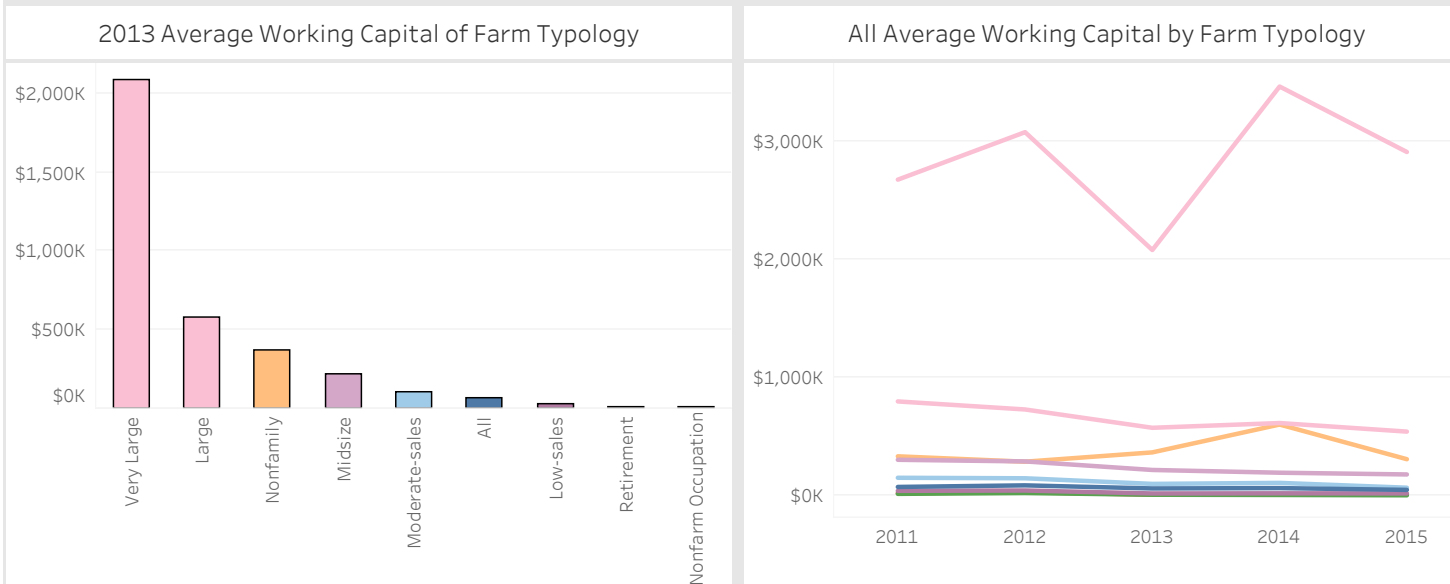 2013 Average Working Capital of Farm Typology
$2,000K
$1,500K
$1,000K
$500K
$0K
Very Large
Large
Nonfamily
Midsize
Moderate-sales
All
Low-sales
Retirement
Nonfarm Occupation
All Average Working Capital by Farm Typology
$3,000K
$2,000K
$1,000K
$0K
2011 2012 2013 2014 2015